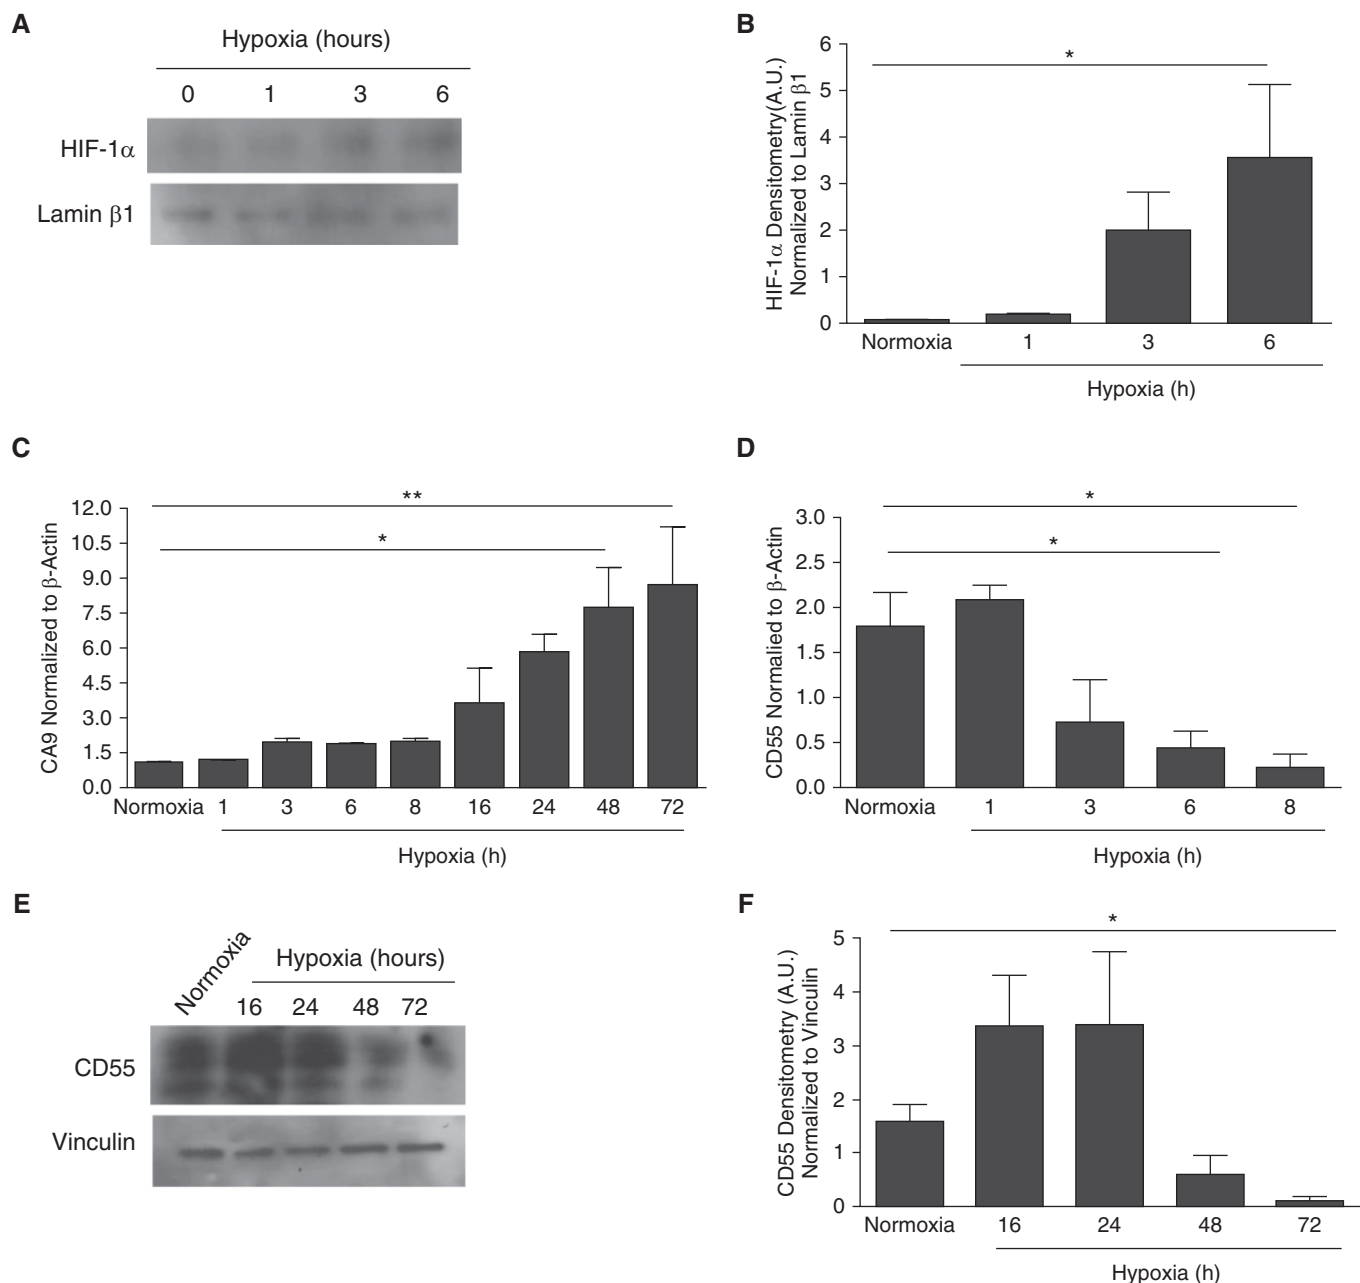 A
Hypoxia (hours)
0 1 3 6
HIF-1α
Lamin β1
B
HIF-1α Densitometry(A.U.)
Normalized to Lamin β1
6
5
4
3
2
1
0
*
Normoxia 1 3 6
Hypoxia (h)
C
CA9 Normalized to β-Actin
12.0
10.5
9.0
7.5
6.0
4.5
3.0
1.5
0.0
**
*
Normoxia 1 3 6 8 16 24 48 72
Hypoxia (h)
D
CD55 Normalied to β-Actin
3.0
2.5
2.0
1.5
1.0
0.5
0.0
*
*
Normoxia 1 3 6 8
Hypoxia (h)
E
Normoxia
Hypoxia (hours)
16 24 48 72
CD55
Vinculin
F
CD55 Densitometry (A.U.)
Normalized to Vinculin
5
4
3
2
1
0
*
Normoxia 16 24 48 72
Hypoxia (h)